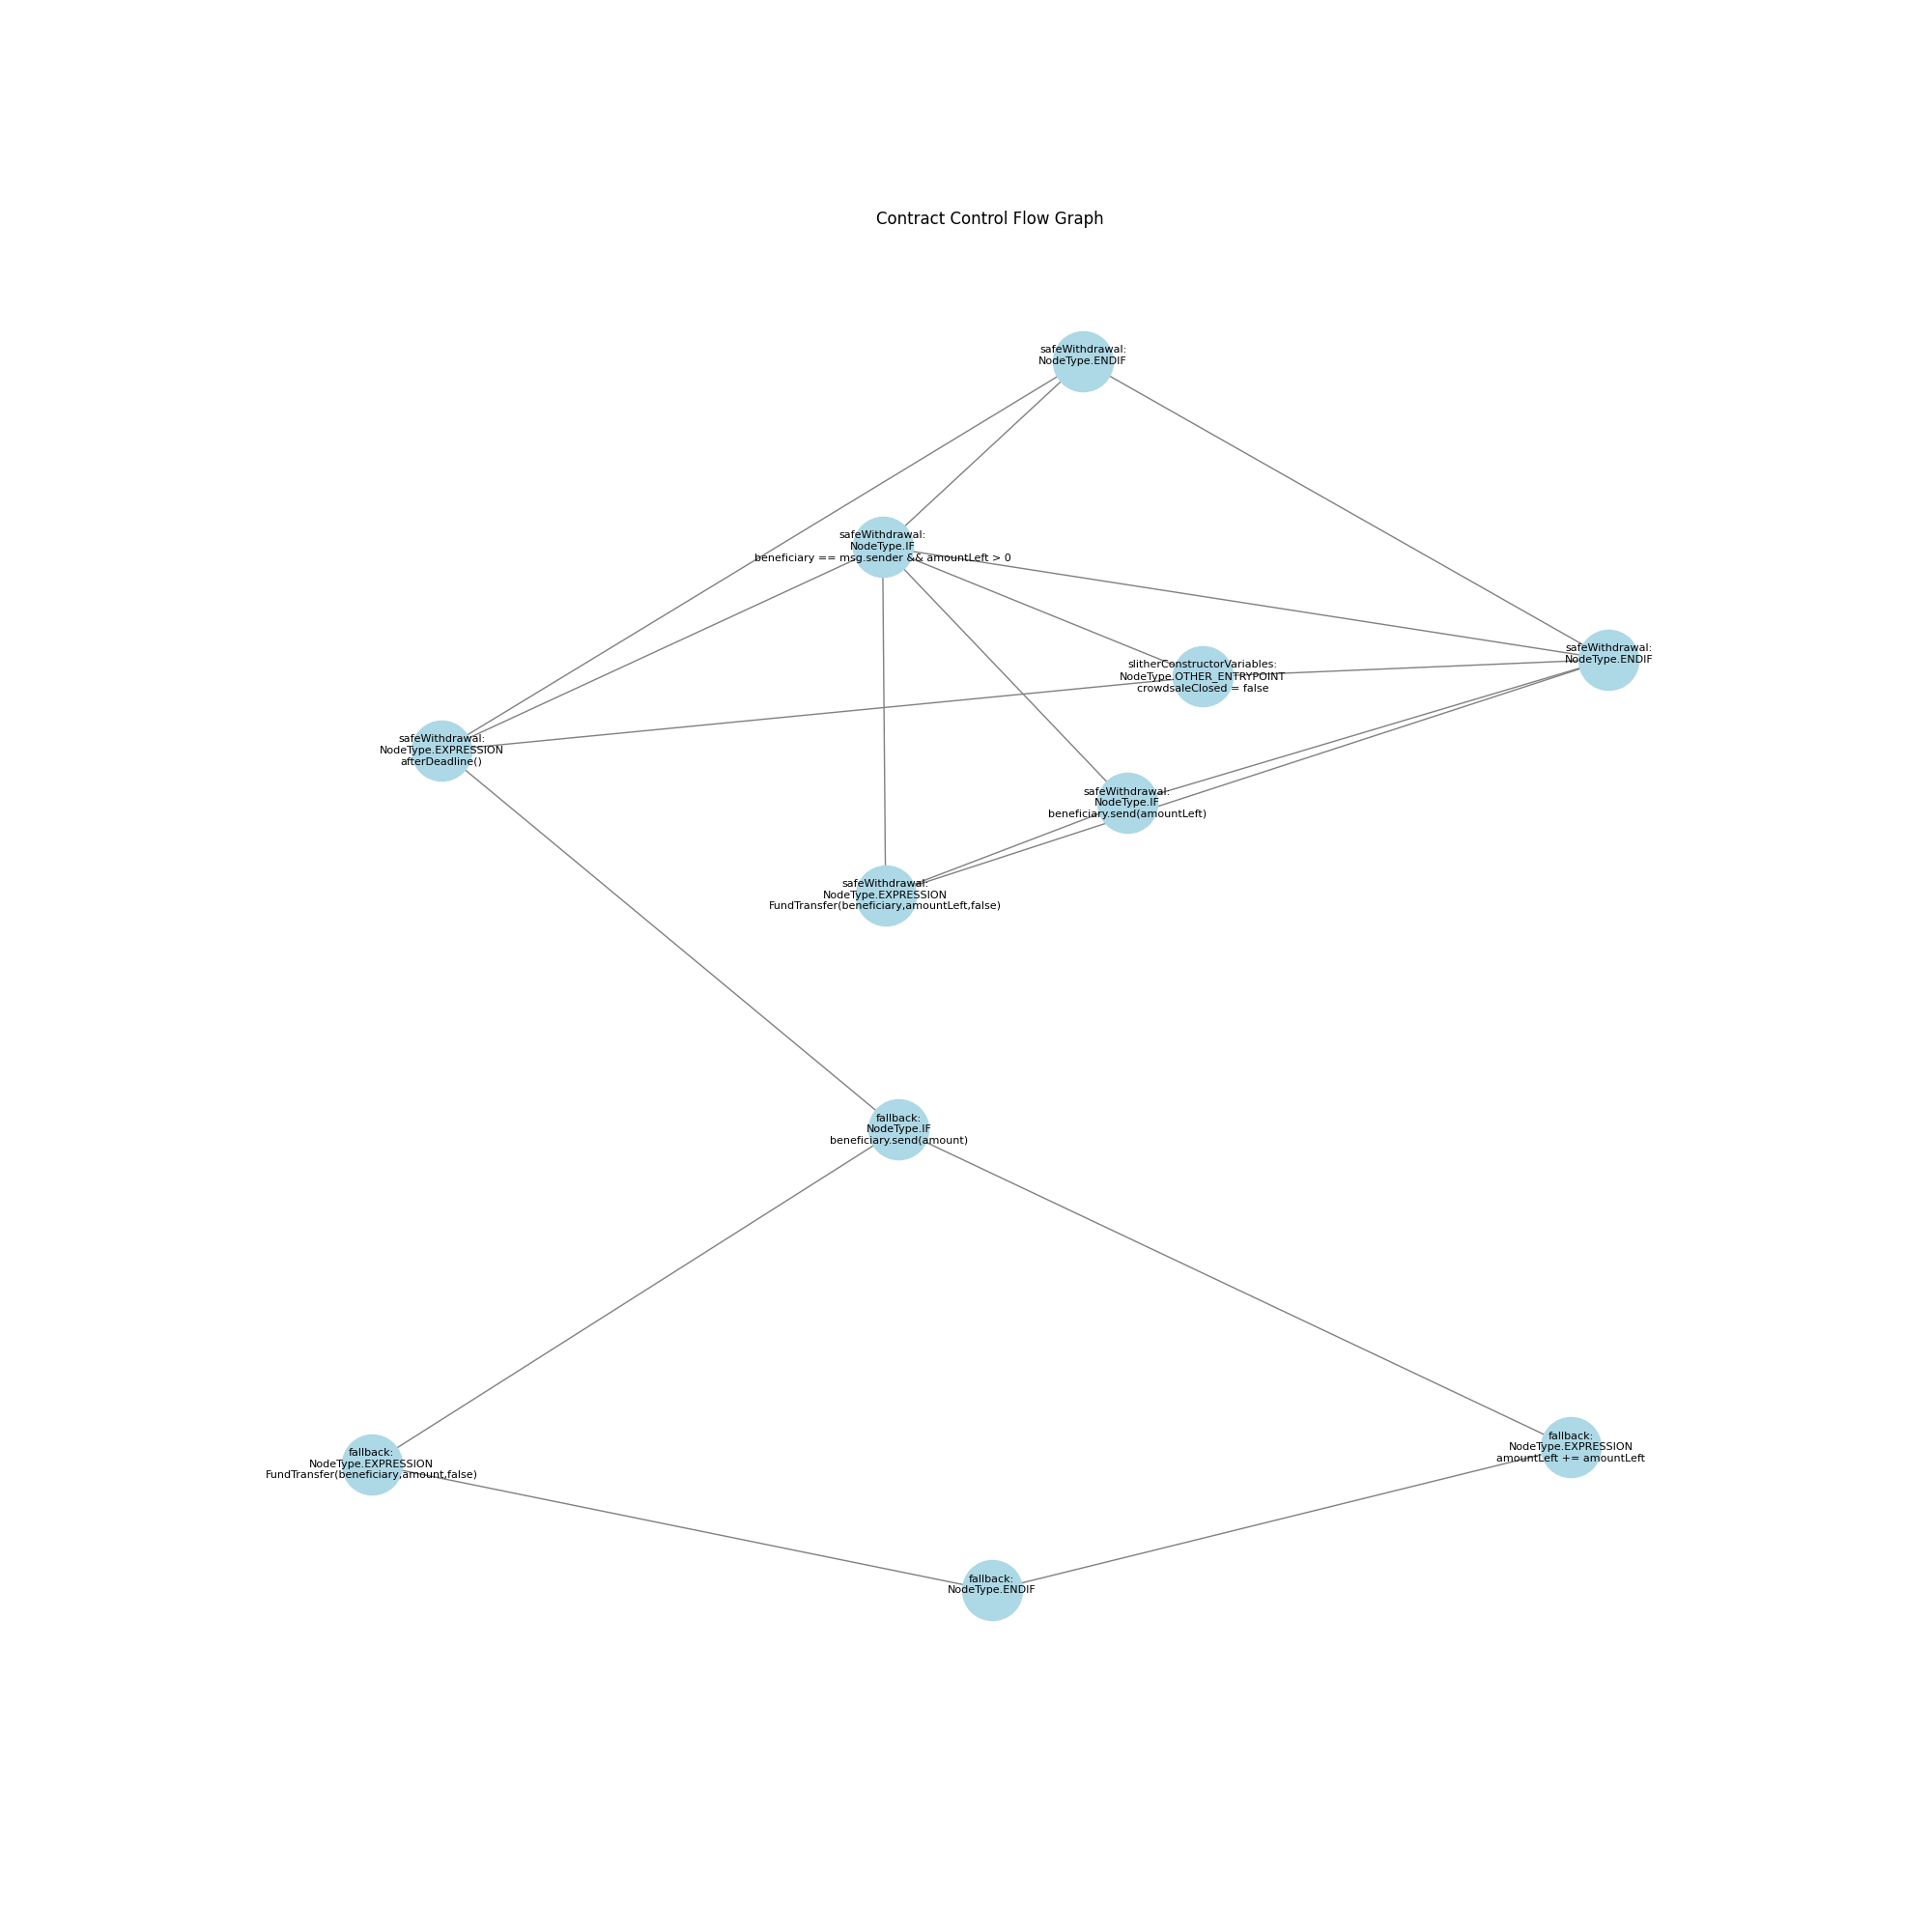 Contract Control Flow Graph
safeWithdrawal:
NodeType.ENDIF
safeWithdrawal:
NodeType.IF
beneficiary == msg.sender && amountLeft > 0
safeWithdrawal:
NodeType.ENDIF
slitherConstructorVariables:
NodeType.OTHER_ENTRYPOINT
crowdsaleClosed = false
safeWithdrawal:
NodeType.EXPRESSION
afterDeadline()
safeWithdrawal:
NodeType.IF
beneficiary.send(amountLeft)
safeWithdrawal:
NodeType.EXPRESSION
FundTransfer(beneficiary,amountLeft,false)
fallback:
NodeType.IF
beneficiary.send(amount)
fallback:
NodeType.EXPRESSION
amountLeft += amountLeft
fallback:
NodeType.EXPRESSION
FundTransfer(beneficiary,amount,false)
fallback:
NodeType.ENDIF